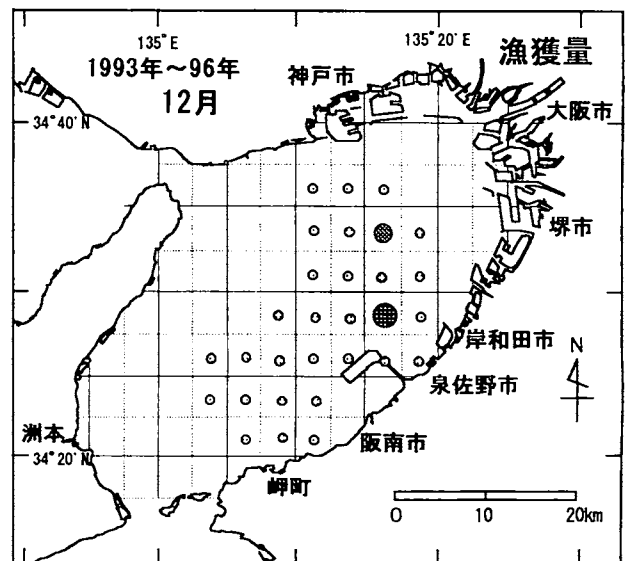 135°E
135°20'E
漁獲量
1993年～96年
12月
神戸市
大阪市
34°40'N
堺市
岸和田市
N
泉佐野市
洲本
阪南市
34°20'N
岬町
0 10 20km